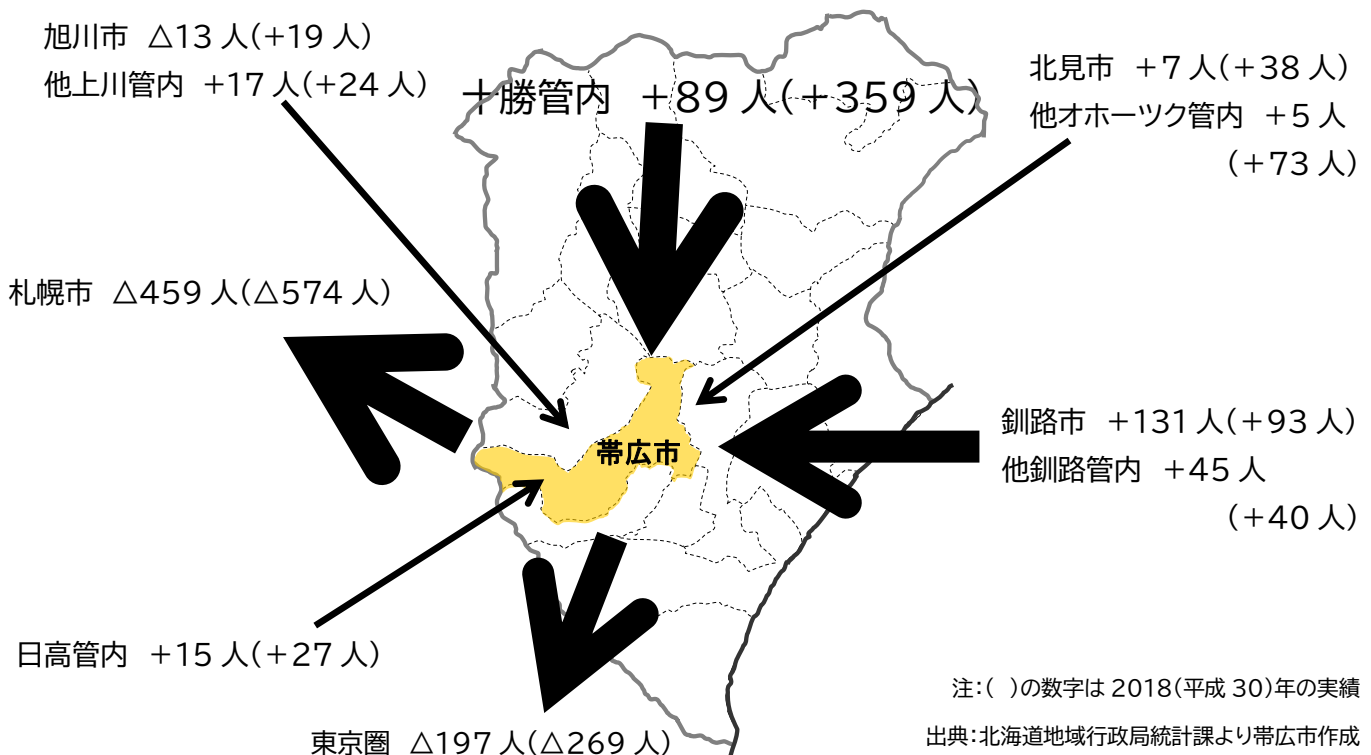 旭川市 △13人(+19人)
他上川管内 +17人(+24人)
十勝管内 +89人(+359人)
北見市 +7人(+38人)
他オホーツク管内 +5人
(+73人)
札幌市 △459人(△574人)
帯広市
釧路市 +131人(+93人)
他釧路管内 +45人
(+40人)
日高管内 +15人(+27人)
東京圏 △197人(△269人)
注:( )の数字は2018(平成30)年の実績
出典:北海道地域行政局統計課より帯広市作成